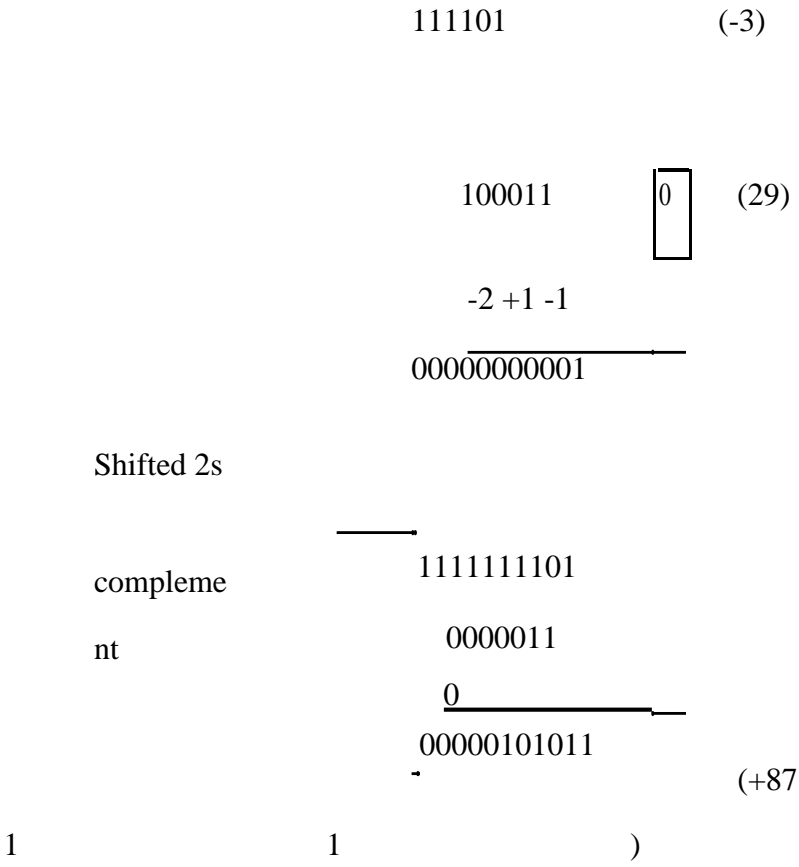 111101 (-3)
100011 0 (29)
-2 +1 -1
00000000001
Shifted 2s
1111111101
compleme
0000011
nt
0
00000101011
(+87
1 1 )